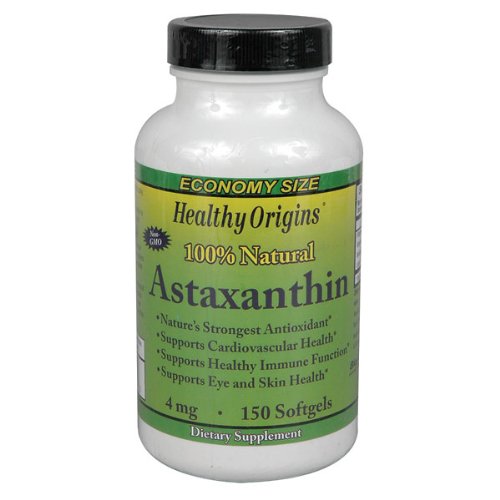 ECONOMY SIZE
Healthy Origins®
Non-GMO
100% Natural
Astaxanthin
•Nature's Strongest Antioxidant*
•Supports Cardiovascular Health*
•Supports Healthy Immune Function*
•Supports Eye and Skin Health*
4 mg • 150 Softgels
Dietary Supplement